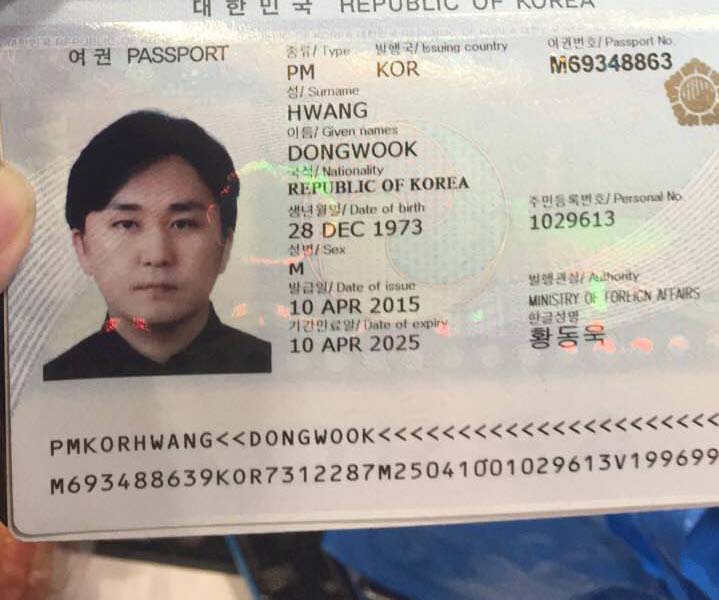 대 한 민 국 REPUBLIC OF KOREA
여 권 PASSPORT
종류/ Type 발행국/ Issuing country 여권번호/ Passport No.
PM KOR M69348863
성/ Surname
HWANG
이름/ Given names
DONGWOOK
국적/ Nationality
REPUBLIC OF KOREA
생년월일/ Date of birth 주민등록번호/ Personal No.
28 DEC 1973 1029613
성별/ Sex
M
발급일/ Date of issue 발행관청/ Authority
10 APR 2015 MINISTRY OF FOREIGN AFFAIRS
기간만료일/ Date of expiry 한글성명
10 APR 2025 황동욱
PMKORHWANG<<DONGWOOK<<<<<<<<<<<<<<<<<<<<<
M693488639KOR7312287M25041001029613V199699